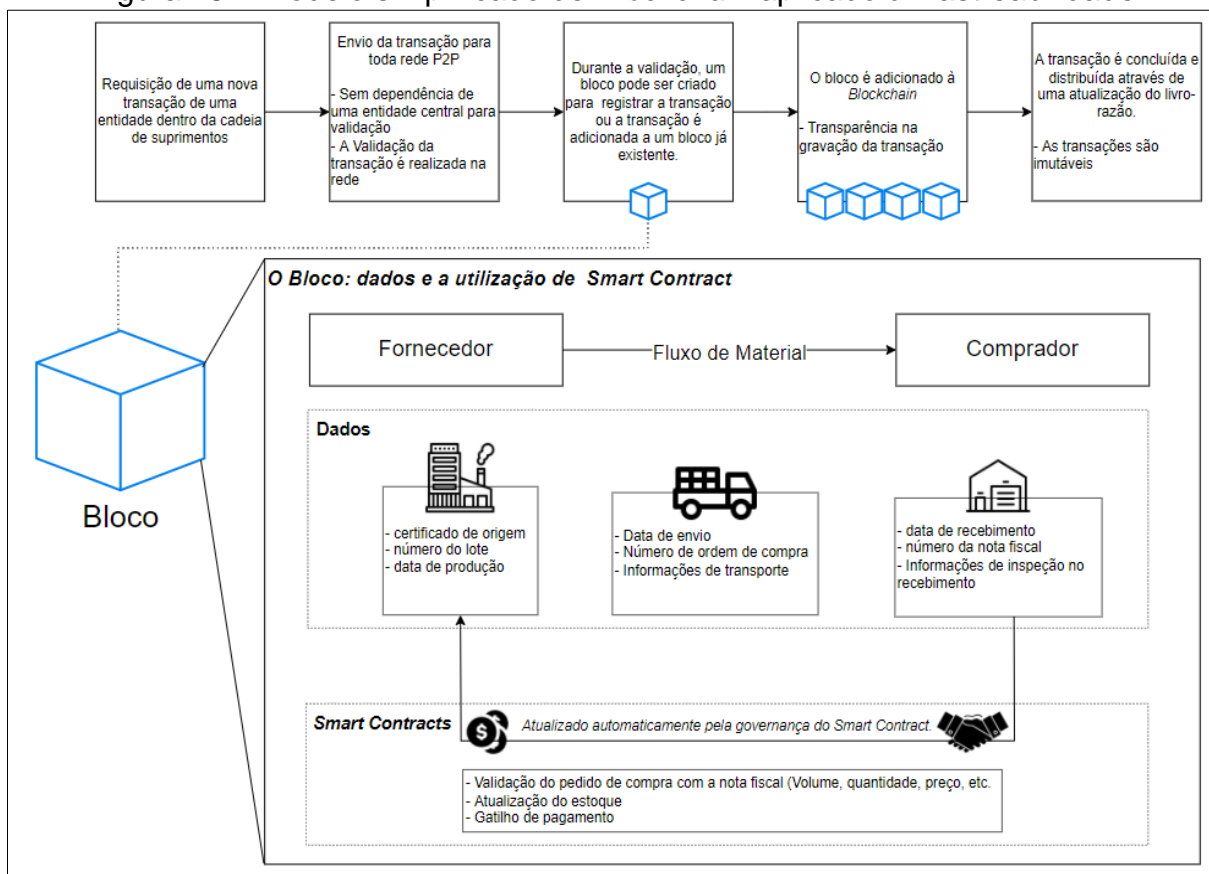 Modelo simplificado de Blockchain aplicado
Requisição de uma nova
transação de uma
entidade dentro da cadeia
de suprimentos
Envio da transação para
toda rede P2P
- Sem dependência de
uma entidade central para
validação
- A Validação da
transação é realizada na
rede
Durante a validação, um
bloco pode ser criado
para registrar a transação
ou a transação é
adicionada a um bloco já
existente.
O bloco é adicionado à
Blockchain
- Transparência na
gravação da transação
A transação é concluída e
distribuída através de
uma atualização do livro-
razão.
- As transações são
imutáveis
O Bloco: dados e a utilização de Smart Contract
Fornecedor
Fluxo de Material
Comprador
Bloco
Dados
- certificado de origem
- número do lote
- data de produção
- Data de envio
- Número de ordem de compra
- Informações de transporte
- data de recebimento
- número da nota fiscal
- Informações de inspeção no
recebimento
Smart Contracts
$
Atualizado automaticamente pela governança do Smart Contract.
- Validação do pedido de compra com a nota fiscal (Volume, quantidade, preço, etc.
- Atualização do estoque
- Gatilho de pagamento